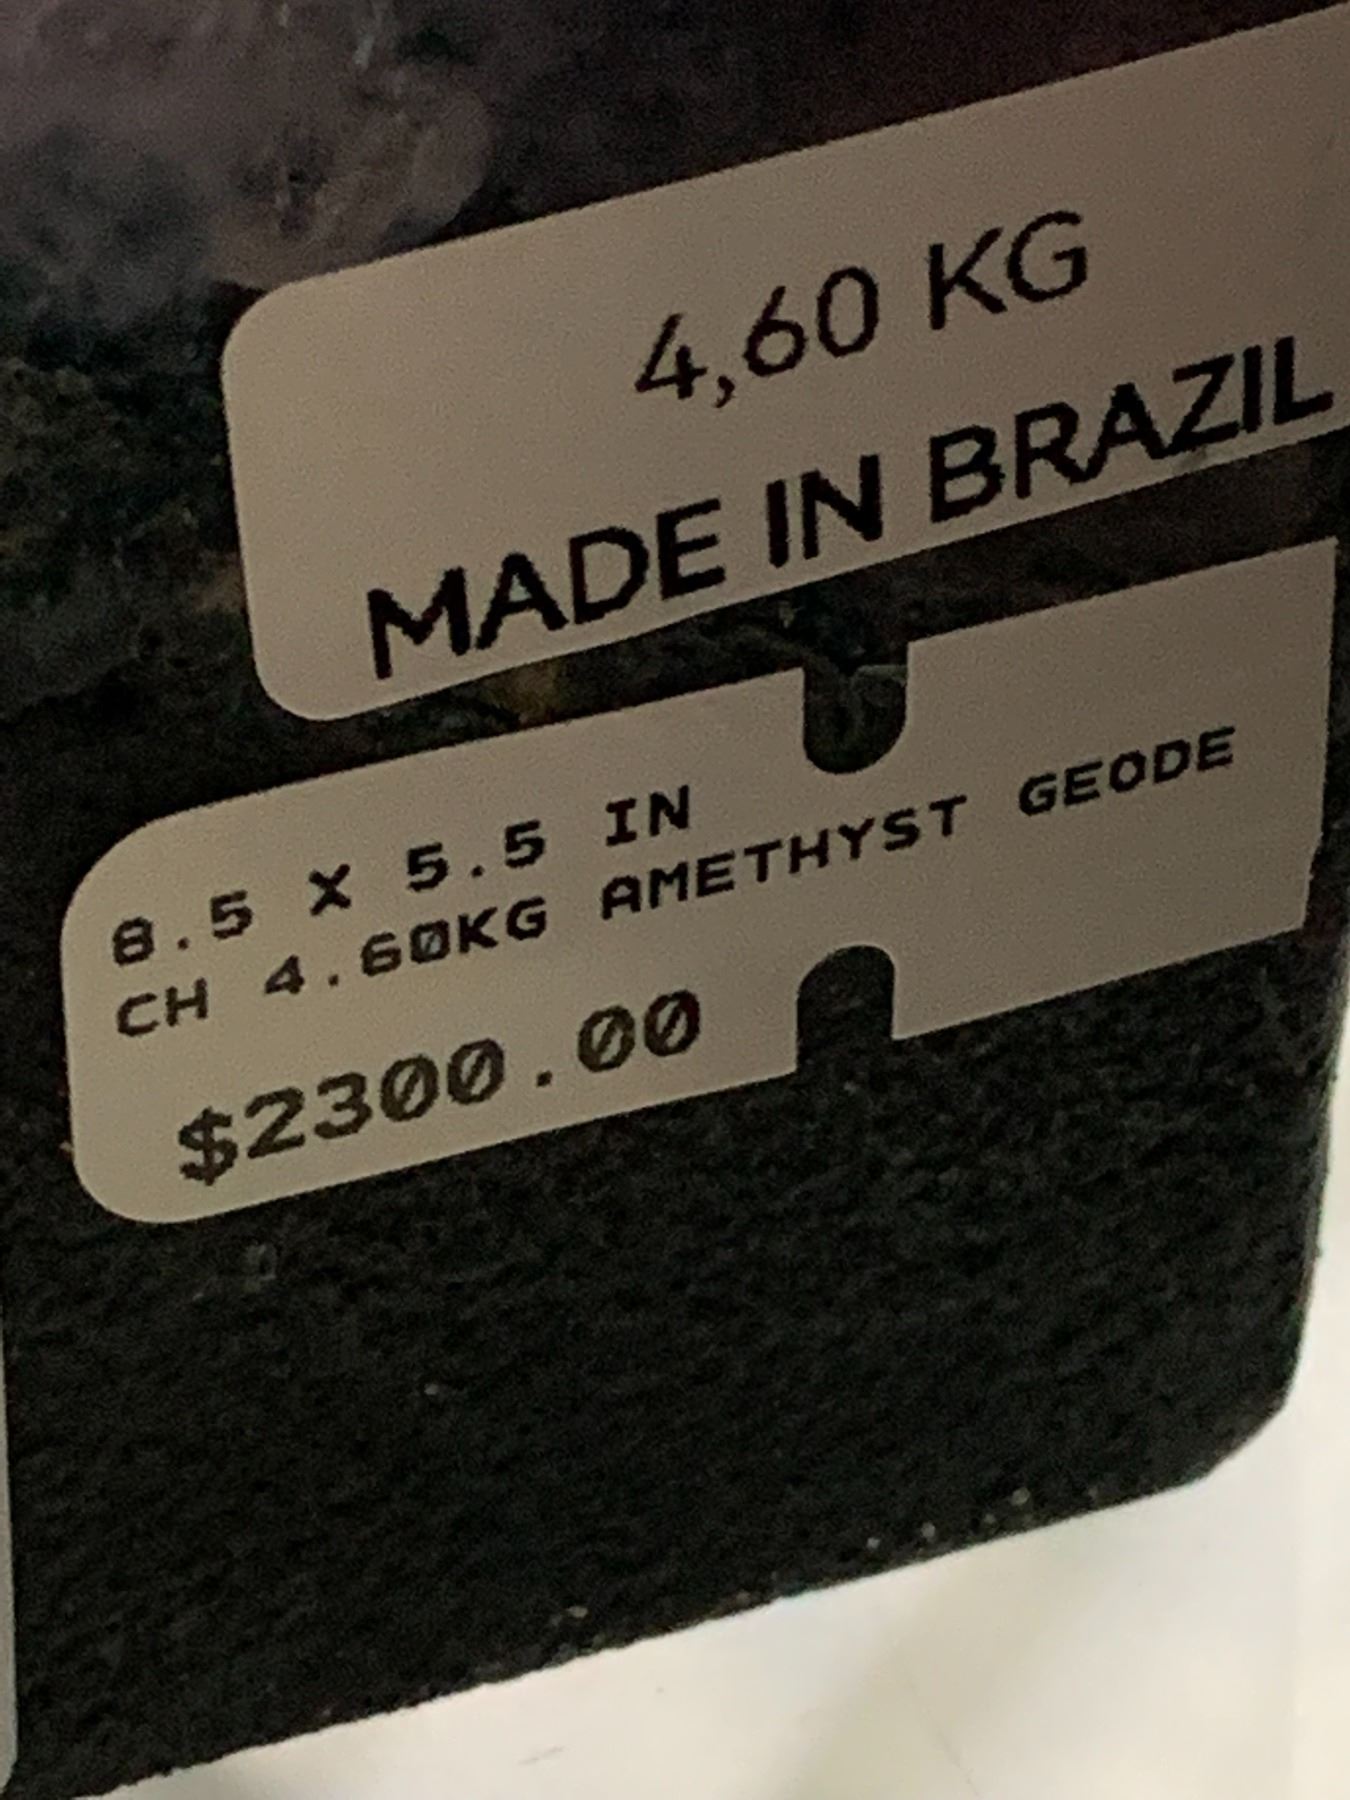 4,60 KG
MADE IN BRAZIL
8.5 X 5.5 IN
CH 4.60KG AMETHYST GEODE
$2300.00